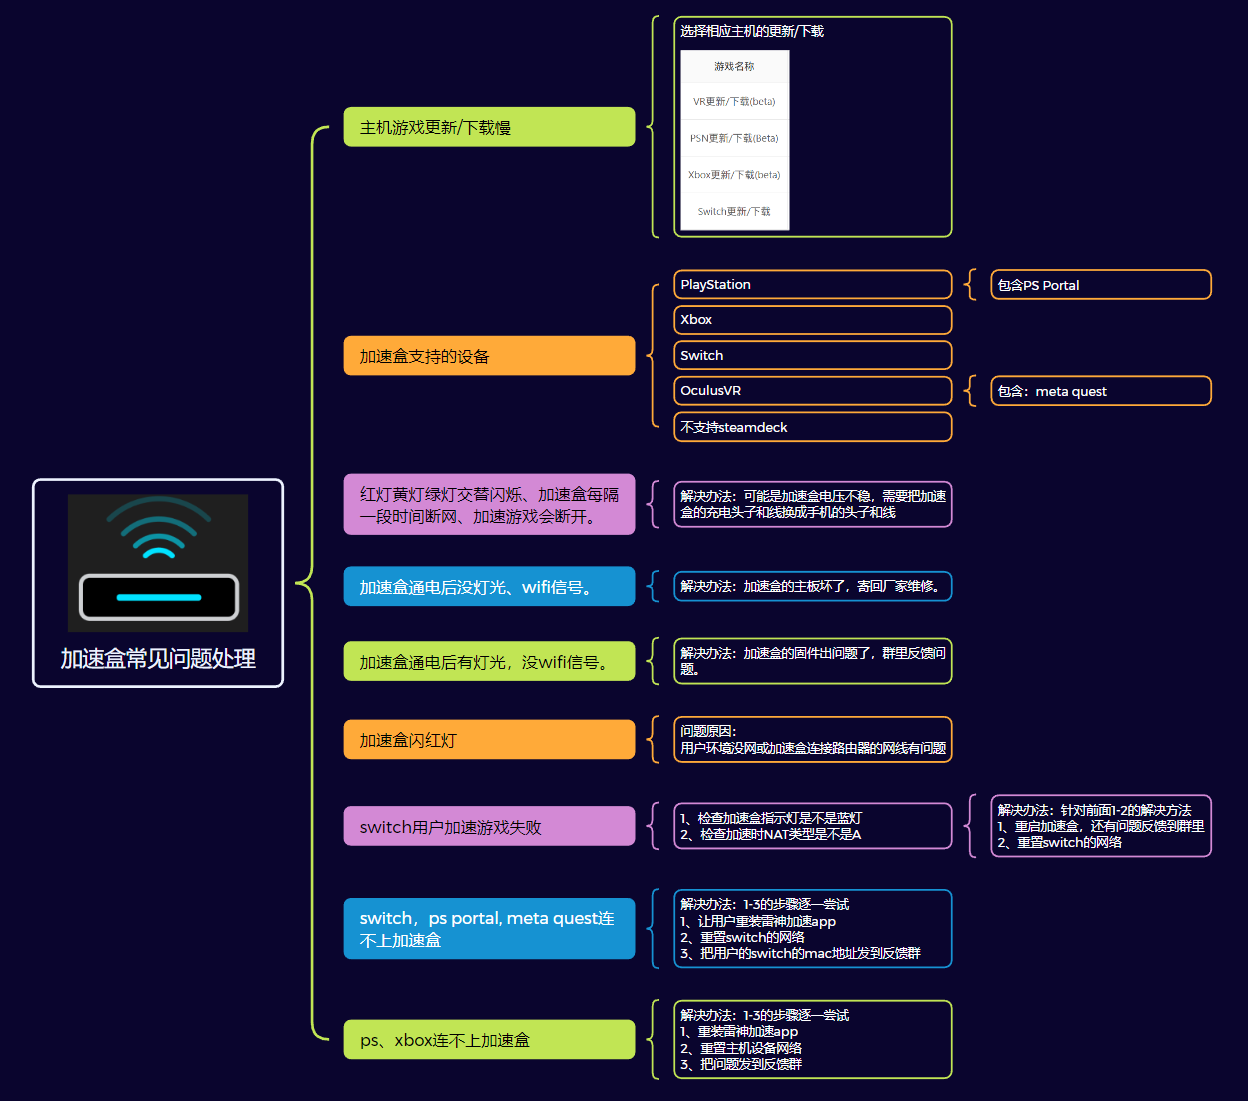 加速盒常见问题处理
主机游戏更新/下载慢
选择相应主机的更新/下载
游戏名称
VR更新/下载(beta)
PSN更新/下载(Beta)
Xbox更新/下载(beta)
Switch更新/下载
加速盒支持的设备
PlayStation
包含PS Portal
Xbox
Switch
OculusVR
包含：meta quest
不支持steamdeck
红灯黄灯绿灯交替闪烁、加速盒每隔
一段时间断网、加速游戏会断开。
解决办法：可能是加速盒电压不稳，需要把加速
盒的充电头子和线换成手机的头子和线
加速盒通电后没灯光、wifi信号。
解决办法：加速盒的主板坏了，寄回厂家维修。
加速盒通电后有灯光，没wifi信号。
解决办法：加速盒的固件出问题了，群里反馈问
题。
加速盒闪红灯
问题原因：
用户环境没网或加速盒连接路由器的网线有问题
switch用户加速游戏失败
1、检查加速盒指示灯是不是蓝灯
2、检查加速时NAT类型是不是A
解决办法：针对前面1-2的解决方法
1、重启加速盒，还有问题反馈到群里
2、重置switch的网络
switch，ps portal, meta quest连
不上加速盒
解决办法：1-3的步骤逐一尝试
1、让用户重装雷神加速app
2、重置switch的网络
3、把用户的switch的mac地址发到反馈群
ps、xbox连不上加速盒
解决办法：1-3的步骤逐一尝试
1、重装雷神加速app
2、重置主机设备网络
3、把问题发到反馈群